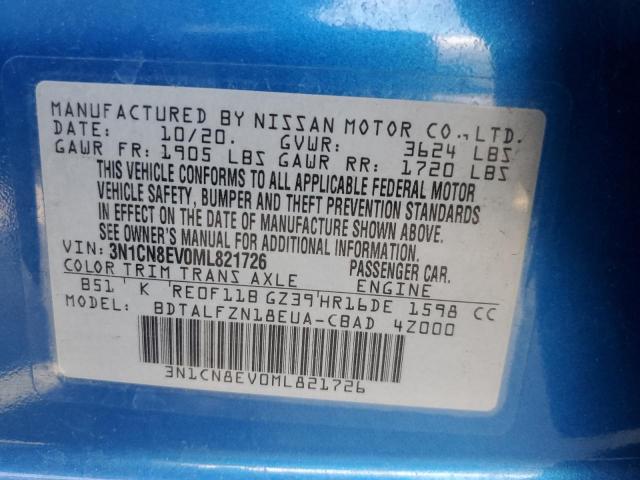 MANUFACTURED BY NISSAN MOTOR CO., LTD.
DATE: 10/20. GVWR: 3624 LBS
GAWR FR: 1905 LBS GAWR RR: 1720 LBS
THIS VEHICLE CONFORMS TO ALL APPLICABLE FEDERAL MOTOR
VEHICLE SAFETY, BUMPER AND THEFT PREVENTION STANDARDS
IN EFFECT ON THE DATE OF MANUFACTURE SHOWN ABOVE.
SEE OWNER'S MANUAL FOR ADDITIONAL INFORMATION.
VIN: 3N1CN8EV0ML821726 PASSENGER CAR.
COLOR TRIM TRANS AXLE ENGINE
B51 K RE0F11B GZ39 HR16DE 1598 CC
MODEL: BDTALFZN18EUA-CBAD 4Z000
3N1CN8EV0ML821726